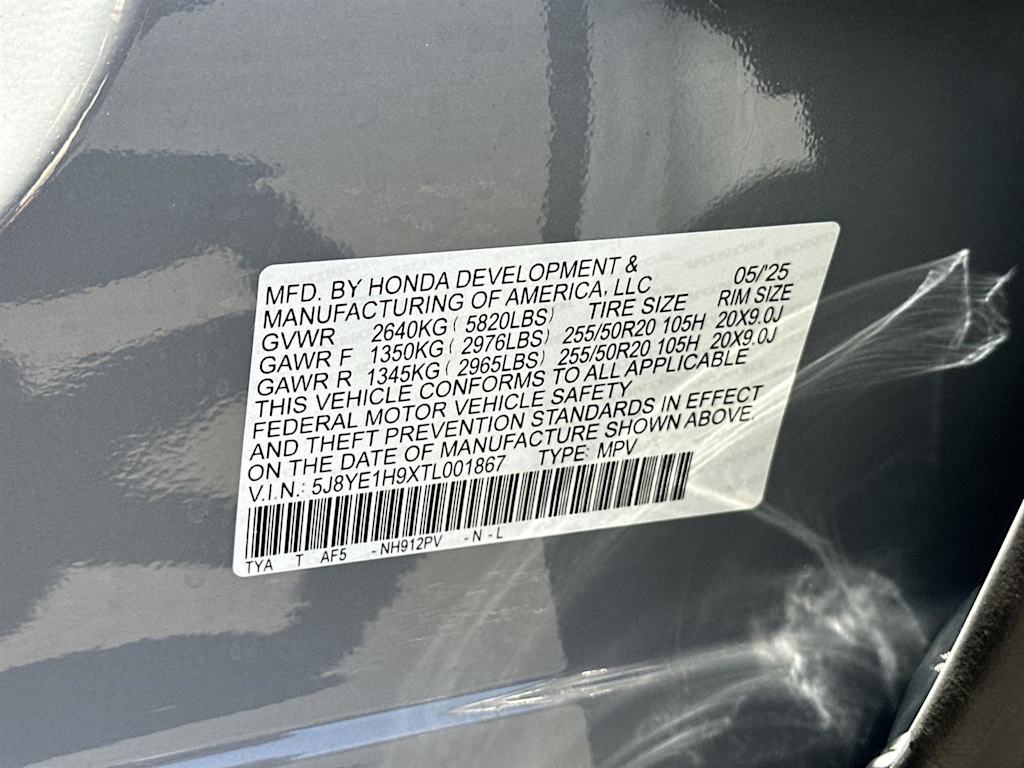 MFD. BY HONDA DEVELOPMENT &
MANUFACTURING OF AMERICA, LLC 05/'25
GVWR 2640KG ( 5820LBS) TIRE SIZE RIM SIZE
GAWR F 1350KG ( 2976LBS) 255/50R20 105H 20X9.0J
GAWR R 1345KG ( 2965LBS) 255/50R20 105H 20X9.0J
THIS VEHICLE CONFORMS TO ALL APPLICABLE
FEDERAL MOTOR VEHICLE SAFETY
AND THEFT PREVENTION STANDARDS IN EFFECT
ON THE DATE OF MANUFACTURE SHOWN ABOVE.
V.I.N.: 5J8YE1H9XTL001867 TYPE: MPV
TYA T AF5 -NH912PV -N -L